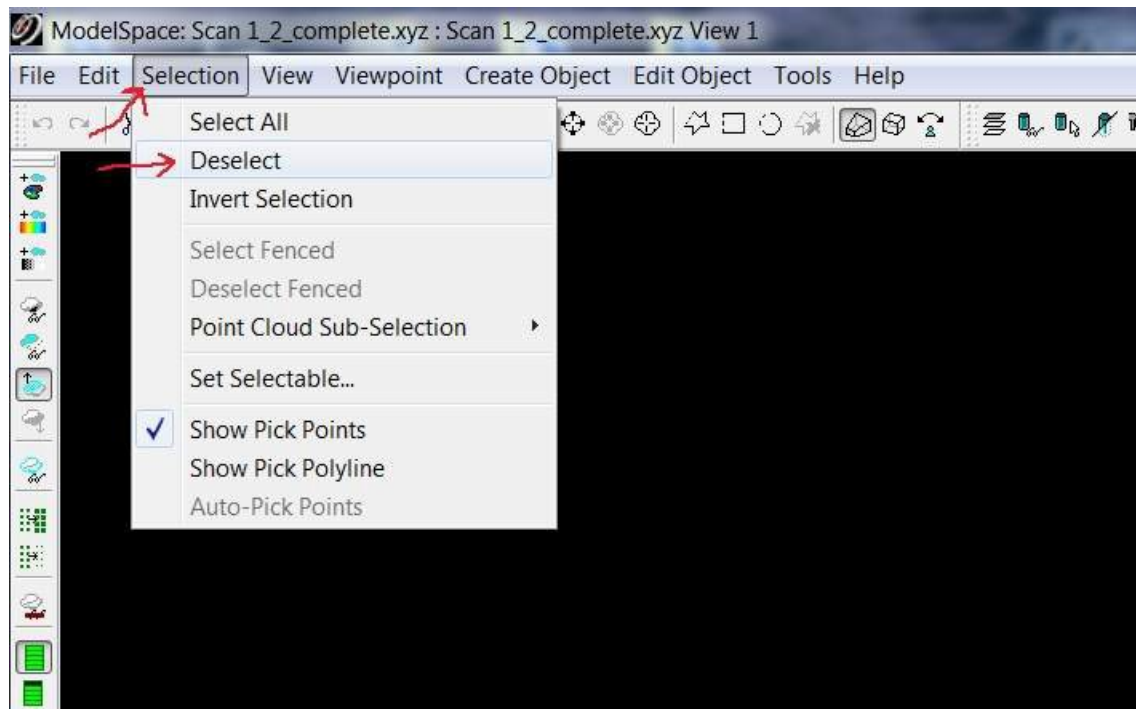 ModelSpace: Scan 1_2_complete.xyz : Scan 1_2_complete.xyz View 1
File Edit Selection View Viewpoint Create Object Edit Object Tools Help
Select All
Deselect
Invert Selection
Select Fenced
Deselect Fenced
Point Cloud Sub-Selection
Set Selectable...
Show Pick Points
Show Pick Polyline
Auto-Pick Points